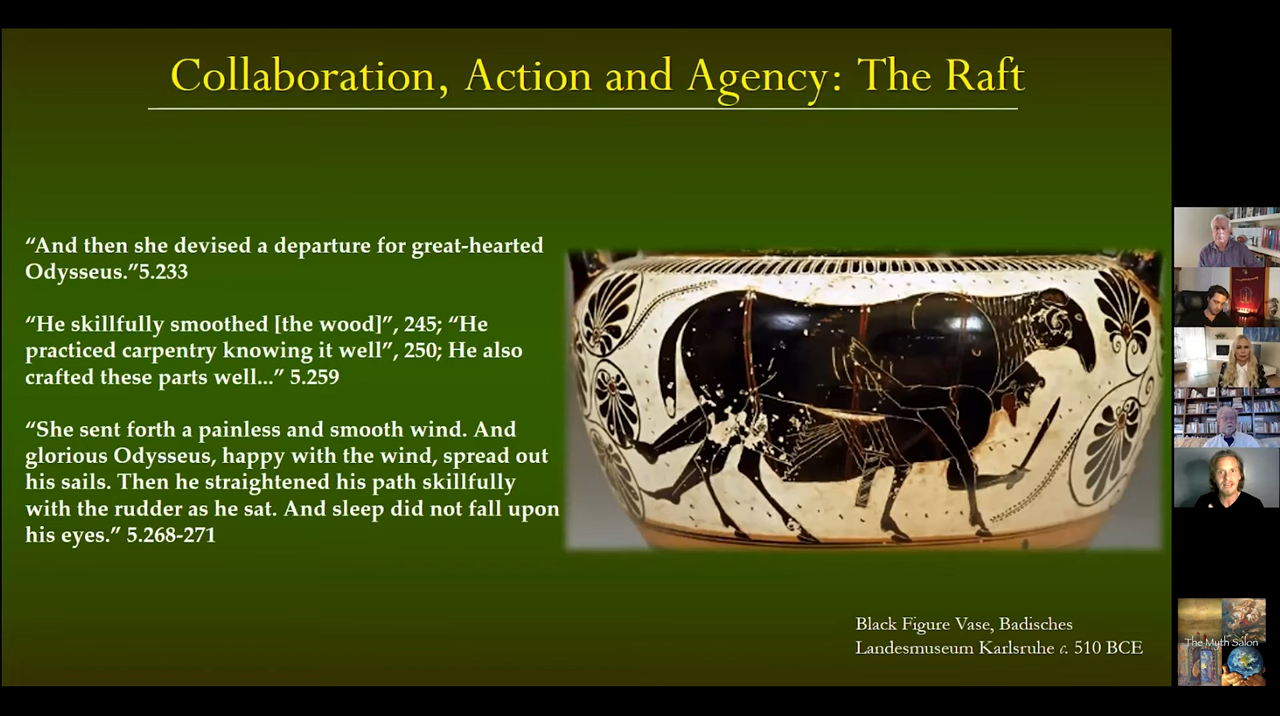 Collaboration, Action and Agency: The Raft
“And then she devised a departure for great-hearted
Odysseus.”5.233
“He skillfully smoothed [the wood]”, 245; “He
practiced carpentry knowing it well”, 250; He also
crafted these parts well...” 5.259
“She sent forth a painless and smooth wind. And
glorious Odysseus, happy with the wind, spread out
his sails. Then he straightened his path skillfully
with the rudder as he sat. And sleep did not fall upon
his eyes.” 5.268-271
Black Figure Vase, Badisches
Landesmuseum Karlsruhe c. 510 BCE
The Myth Salon